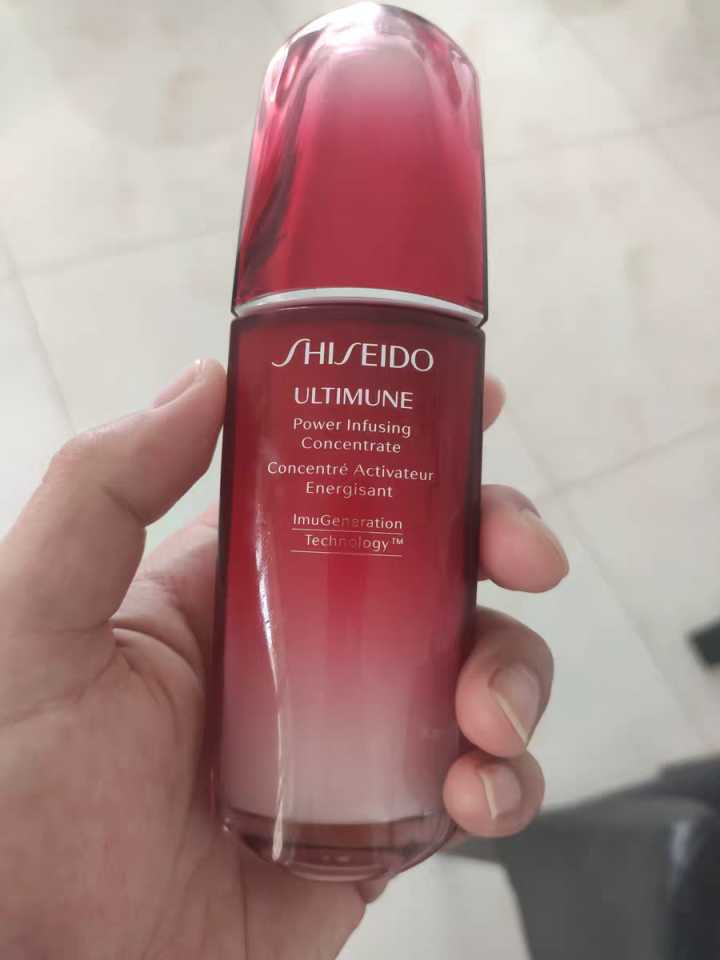 SHISEIDO
ULTIMUNE
Power Infusing
Concentrate
Concentré Activateur
Energisant
ImuGeneration
Technology™